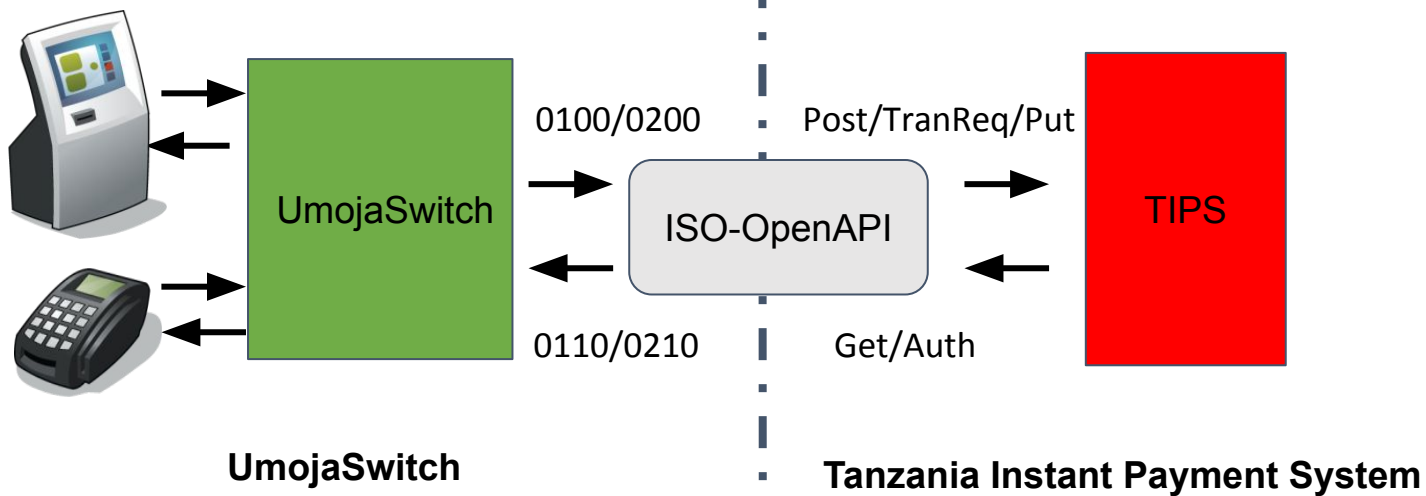 0100/0200
Post/TranReq/Put
UmojaSwitch
ISO-OpenAPI
TIPS
0110/0210
Get/Auth
UmojaSwitch
Tanzania Instant Payment System